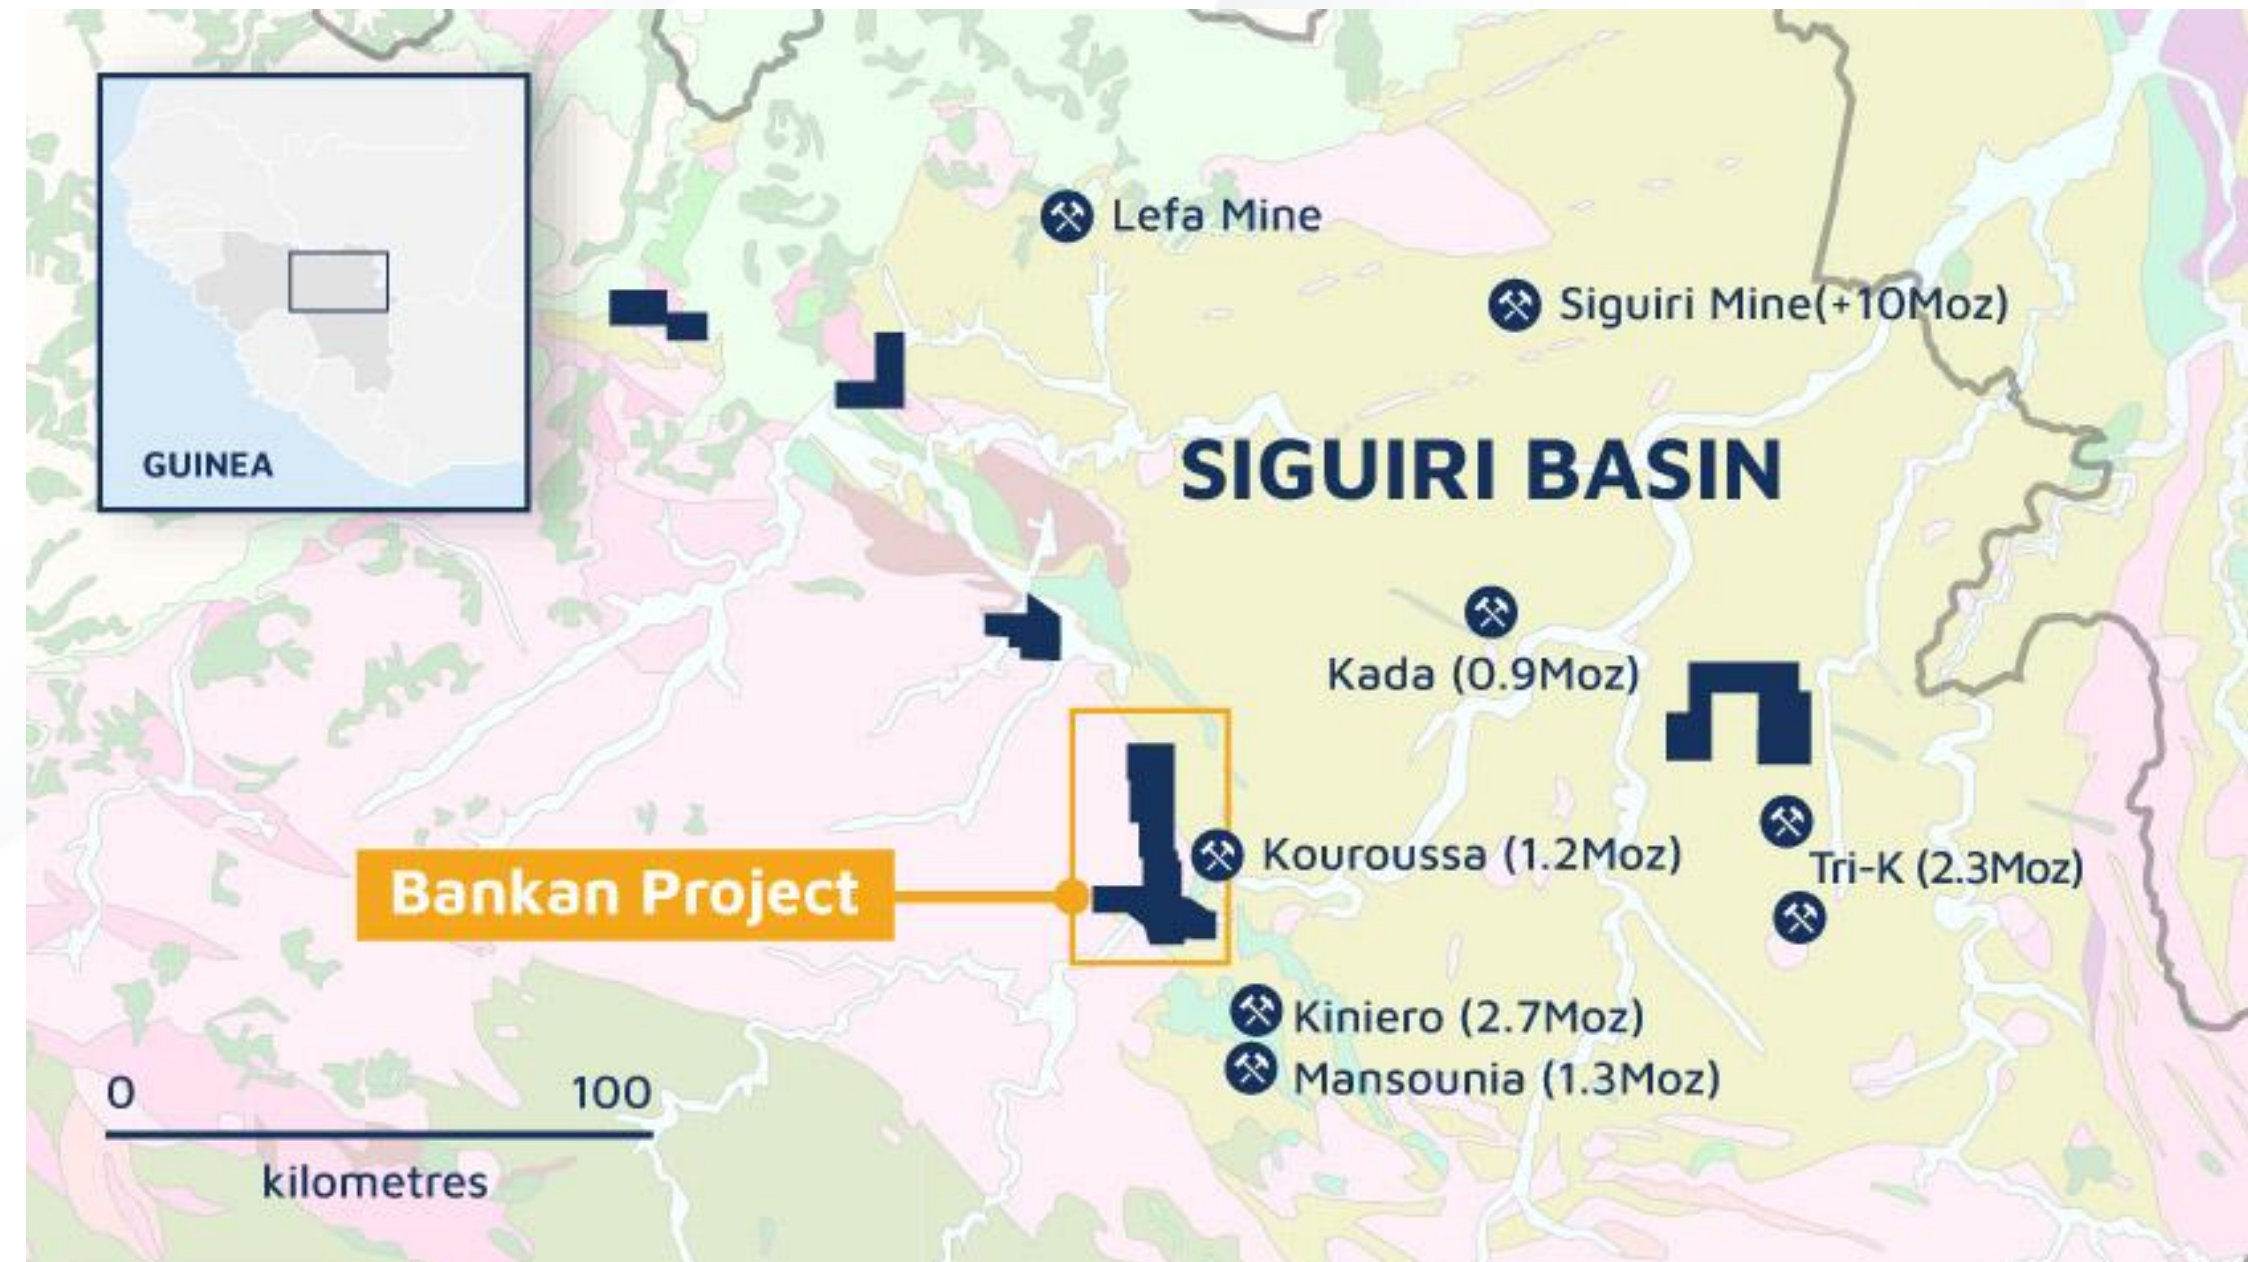 Lefa Mine
Siguiri Mine(+10Moz)
GUINEA
SIGUIRI BASIN
Kada (0.9Moz)
Kouroussa (1.2Moz)
Tri-K (2.3Moz)
Bankan Project
Kiniero (2.7Moz)
Mansounia (1.3Moz)
0 100
kilometres